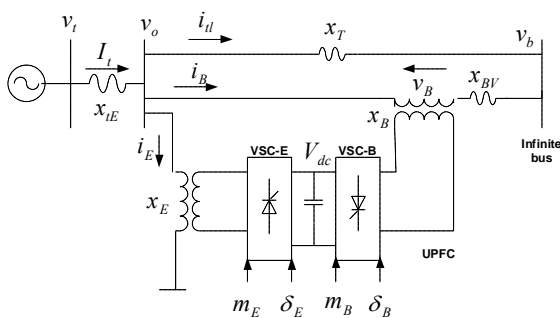 v_t
v_o
i_tl
x_T
v_b
I_t
i_B
v_B
x_BV
x_tE
x_B
i_E
VSC-E
V_dc
VSC-B
Infinite
bus
x_E
UPFC
m_E
δ_E
m_B
δ_B